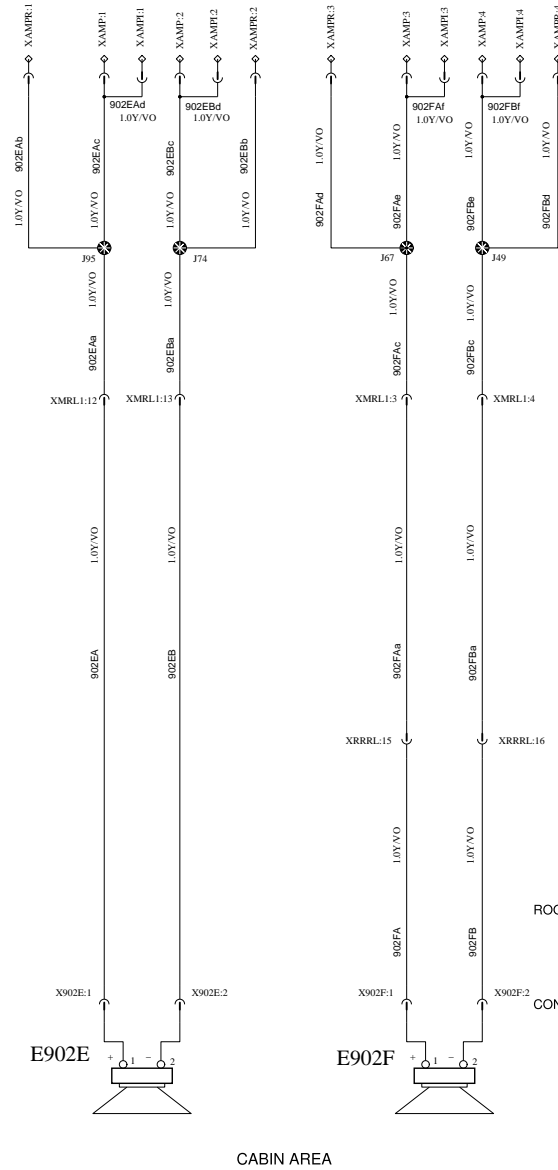 XAMPR:1
XAMP:1
XAMPI:1
XAMP:2
XAMPI:2
XAMPR:2
XAMPR:3
XAMP:3
XAMPI:3
XAMP:4
XAMPI:4
902EAd
1.0Y/VO
902EBd
1.0Y/VO
902FAf
1.0Y/VO
902FBf
1.0Y/VO
902EAb
902EAc
902EBc
902EBb
1.0Y/VO
1.0Y/VO
1.0Y/VO
1.0Y/VO
1.0Y/VO
1.0Y/VO
1.0Y/VO
1.0Y/VO
902FAd
902FAe
902FBe
902FBd
J95
J74
J67
J49
1.0Y/VO
1.0Y/VO
1.0Y/VO
1.0Y/VO
902EAa
902EBa
902FAc
902FBc
XMRL1:12
XMRL1:13
XMRL1:3
XMRL1:4
1.0Y/VO
1.0Y/VO
1.0Y/VO
1.0Y/VO
902EA
902EB
902FAa
902FBa
XRRRL:15
XRRRL:16
1.0Y/VO
1.0Y/VO
902FA
902FB
ROO
X902E:1
X902E:2
X902F:1
X902F:2
CON
E902E
+ 1 − 2
E902F
+ 1 − 2
CABIN AREA